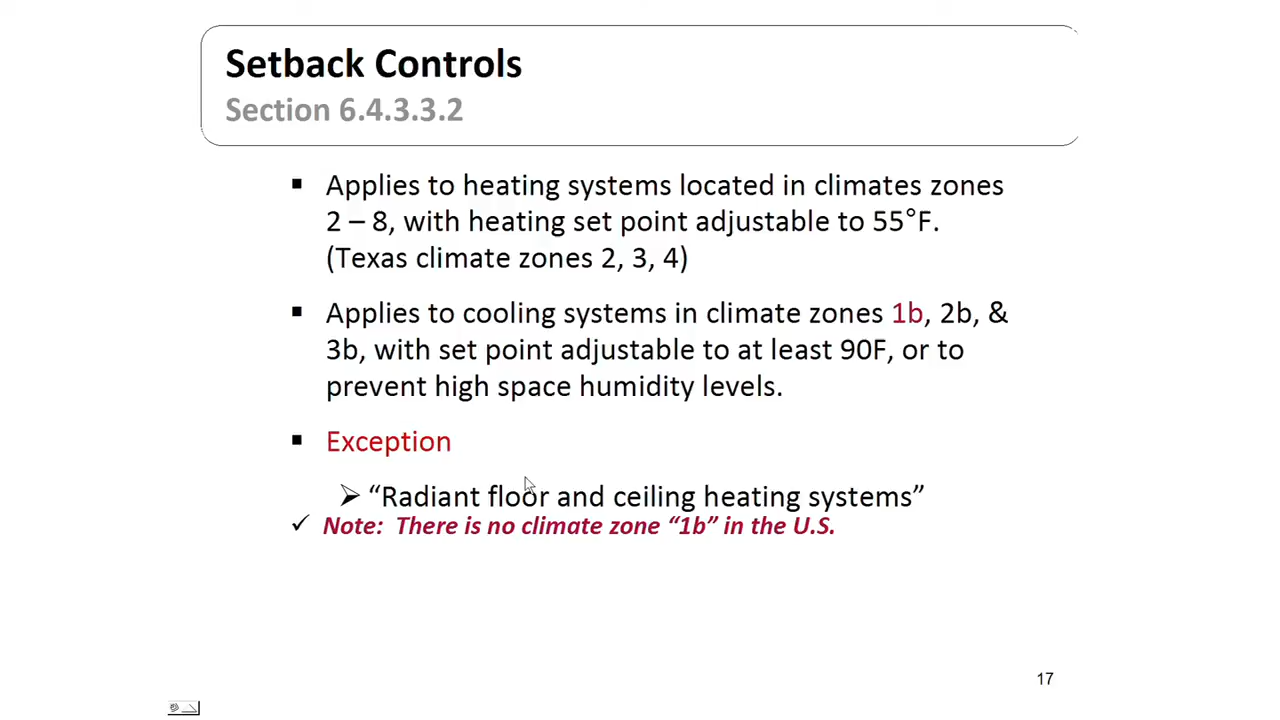 Setback Controls
Section 6.4.3.3.2
▪ Applies to heating systems located in climates zones
2 – 8, with heating set point adjustable to 55°F.
(Texas climate zones 2, 3, 4)
▪ Applies to cooling systems in climate zones 1b, 2b, &
3b, with set point adjustable to at least 90F, or to
prevent high space humidity levels.
▪ Exception
➢ “Radiant floor and ceiling heating systems”
✓ Note: There is no climate zone “1b” in the U.S.
17